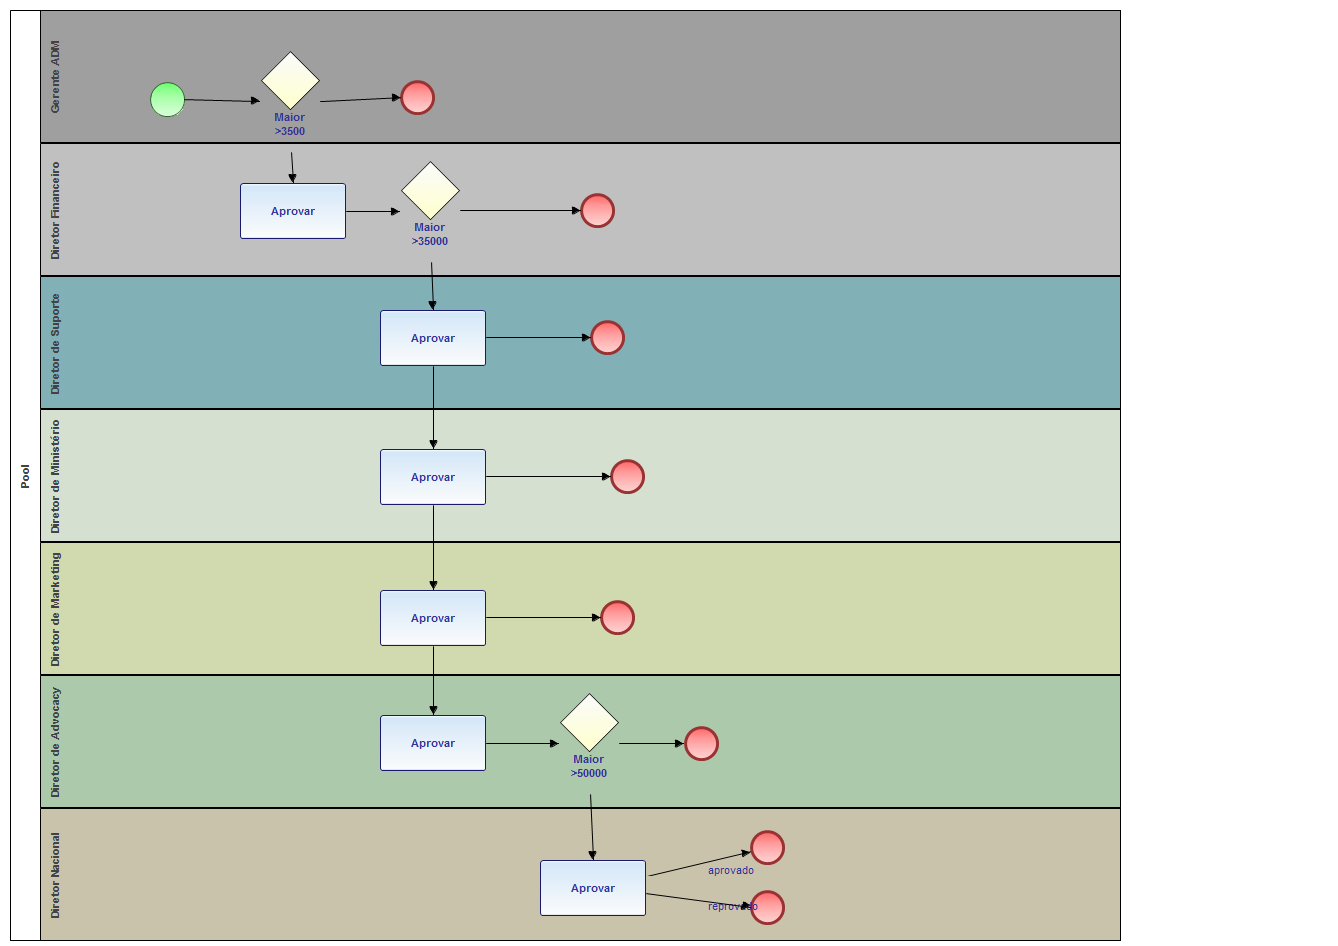 Pool
Gerente ADM
Maior
>3500
Diretor Financeiro
Aprovar
Maior
>35000
Diretor de Suporte
Aprovar
Diretor de Ministério
Aprovar
Diretor de Marketing
Aprovar
Diretor de Advocacy
Aprovar
Maior
>50000
Diretor Nacional
Aprovar
aprovado
reprovado